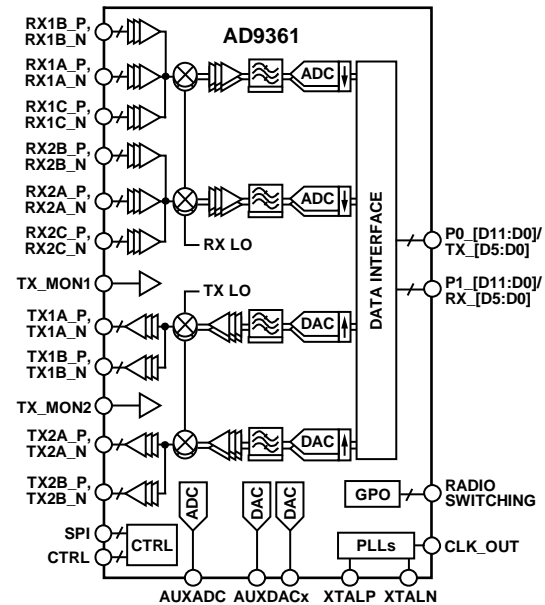 AD9361
RX1B_P,
RX1B_N
RX1A_P,
RX1A_N
RX1C_P,
RX1C_N
ADC
RX2B_P,
RX2B_N
RX2A_P,
RX2A_N
RX2C_P,
RX2C_N
ADC
RX LO
TX_MON1
TX LO
TX1A_P,
TX1A_N
TX1B_P,
TX1B_N
DAC
TX_MON2
TX2A_P,
TX2A_N
TX2B_P,
TX2B_N
DAC
DATA INTERFACE
P0_[D11:D0]/
TX_[D5:D0]
P1_[D11:D0]/
RX_[D5:D0]
SPI
CTRL
CTRL
ADC
DAC
DAC
GPO
RADIO
SWITCHING
PLLs
CLK_OUT
AUXADC
AUXDACx
XTALP
XTALN